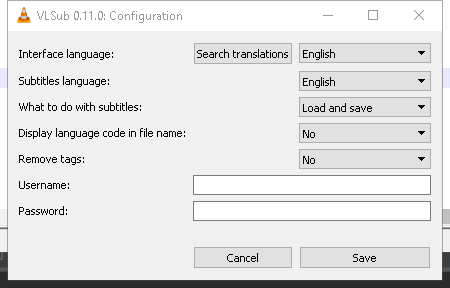 VLSub 0.11.0: Configuration
Interface language: Search translations English
Subtitles language: English
What to do with subtitles: Load and save
Display language code in file name: No
Remove tags: No
Username:
Password:
Cancel Save